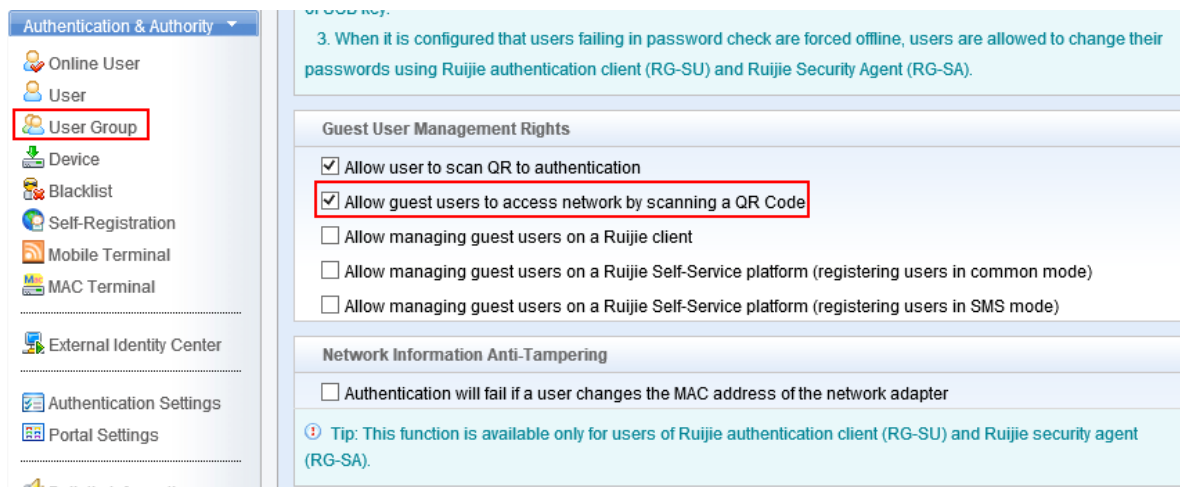 Authentication & Authority
Online User
User
User Group
Device
Blacklist
Self-Registration
Mobile Terminal
MAC Terminal
External Identity Center
Authentication Settings
Portal Settings
of USB key.
3. When it is configured that users failing in password check are forced offline, users are allowed to change their
passwords using Ruijie authentication client (RG-SU) and Ruijie Security Agent (RG-SA).
Guest User Management Rights
Allow user to scan QR to authentication
Allow guest users to access network by scanning a QR Code
Allow managing guest users on a Ruijie client
Allow managing guest users on a Ruijie Self-Service platform (registering users in common mode)
Allow managing guest users on a Ruijie Self-Service platform (registering users in SMS mode)
Network Information Anti-Tampering
Authentication will fail if a user changes the MAC address of the network adapter
Tip: This function is available only for users of Ruijie authentication client (RG-SU) and Ruijie security agent
(RG-SA).